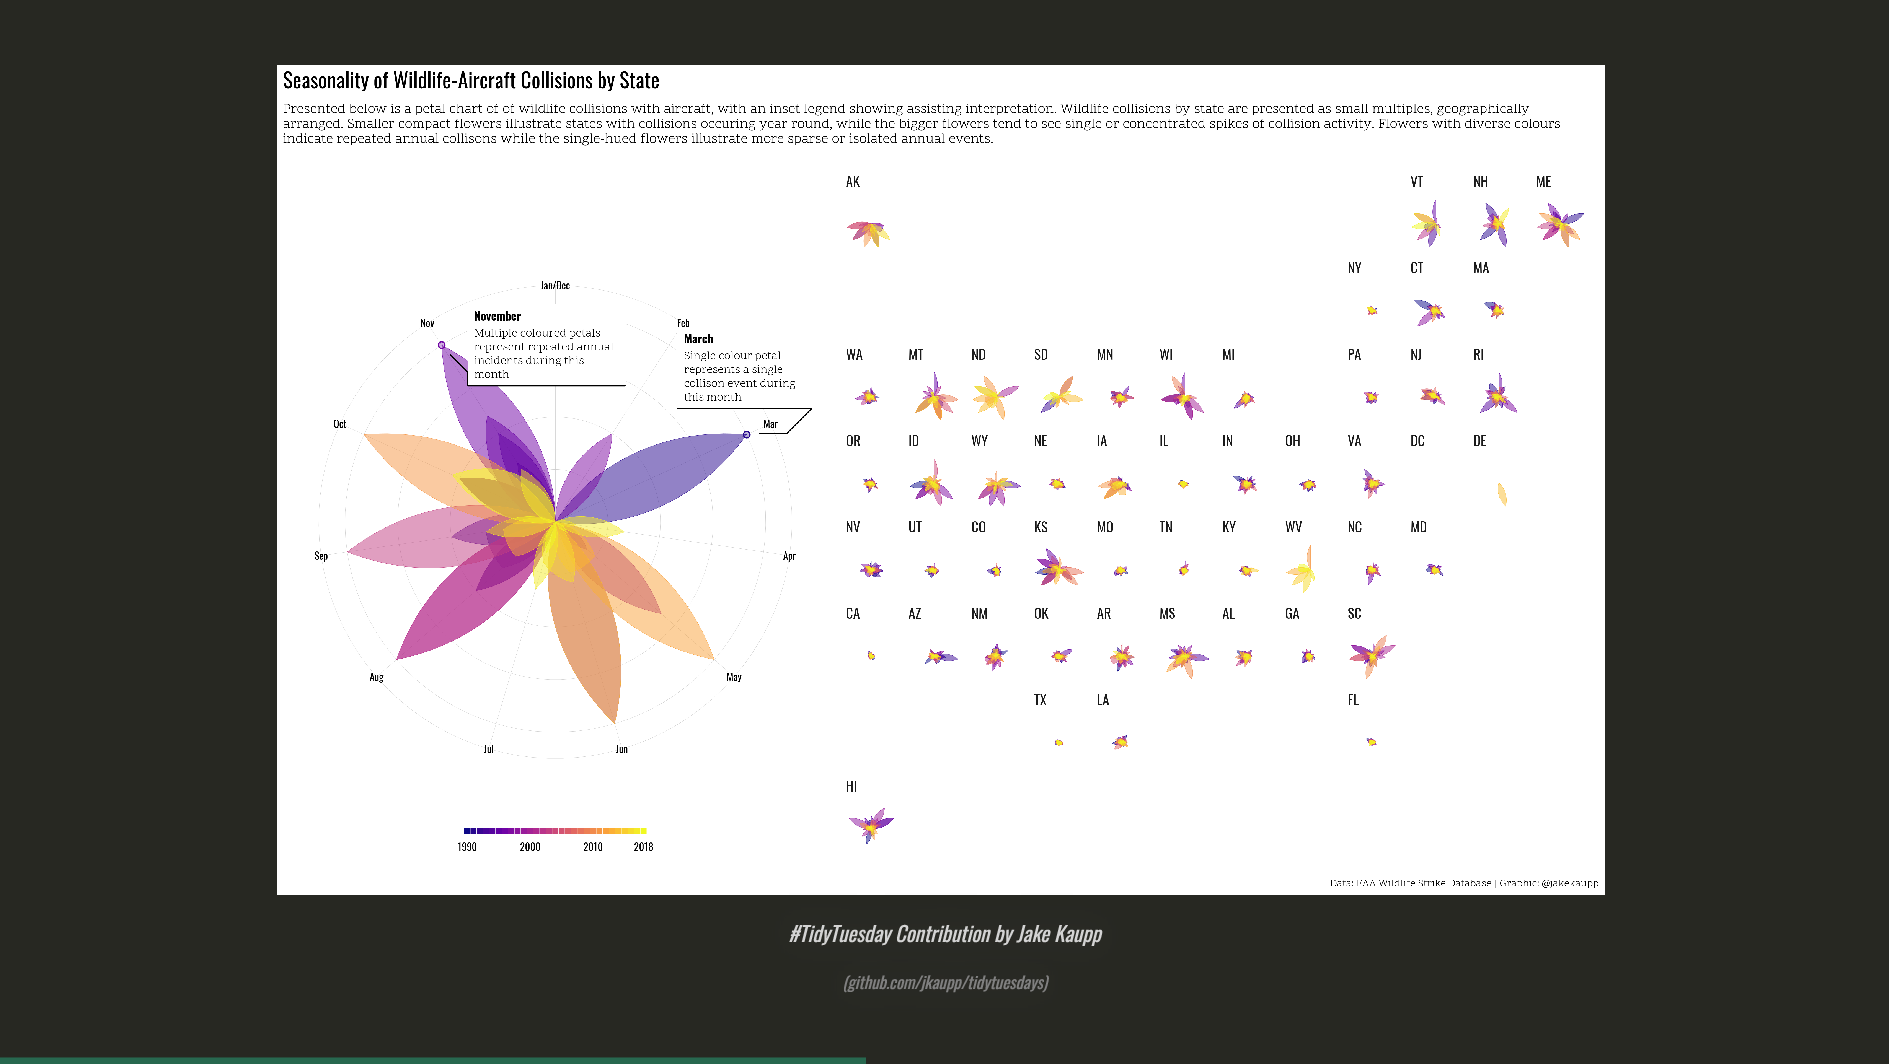 Seasonality of Wildlife-Aircraft Collisions by State
Presented below is a petal chart of of wildlife collisions with aircraft, with an inset legend showing assisting interpretation. Wildlife collisions by state are presented as small multiples, geographically
arranged. Smaller compact flowers illustrate states with collisions occuring year round, while the bigger flowers tend to see single or concentrated spikes of collision activity. Flowers with diverse colours
indicate repeated annual collisons while the single-hued flowers illustrate more sparse or isolated annual events.
Jan/Dec
Nov
November
Multiple coloured petals
represent repeated annual
incidents during this
month
Feb
March
Single colour petal
represents a single
collison event during
this month
Mar
Oct
Sep
Apr
Aug
May
Jul
Jun
1990 2000 2010 2018
AK VT NH ME
NY CT MA
WA MT ND SD MN WI MI PA NJ RI
OR ID WY NE IA IL IN OH VA DC DE
NV UT CO KS MO TN KY WV NC MD
CA AZ NM OK AR MS AL GA SC
TX LA FL
HI
Data: FAA Wildlife Strike Database | Graphic: @jakekaupp
#TidyTuesday Contribution by Jake Kaupp
(github.com/jkaupp/tidytuesdays)